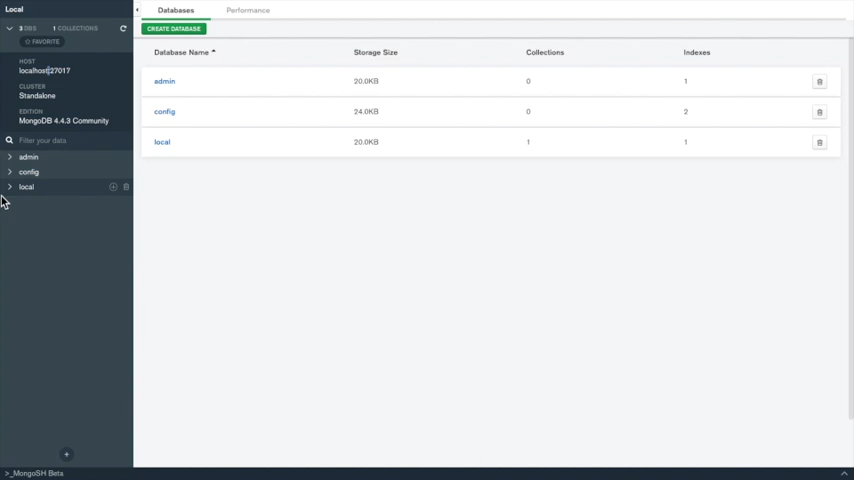 Local
Databases
Performance
3 DBS
1 COLLECTIONS
☆ FAVORITE
CREATE DATABASE
HOST
localhost:27017
CLUSTER
Standalone
EDITION
MongoDB 4.4.3 Community
Filter your data
admin
config
local
Database Name
Storage Size
Collections
Indexes
admin
20.0KB
0
1
config
24.0KB
0
2
local
20.0KB
1
1
>_MongoSH Beta